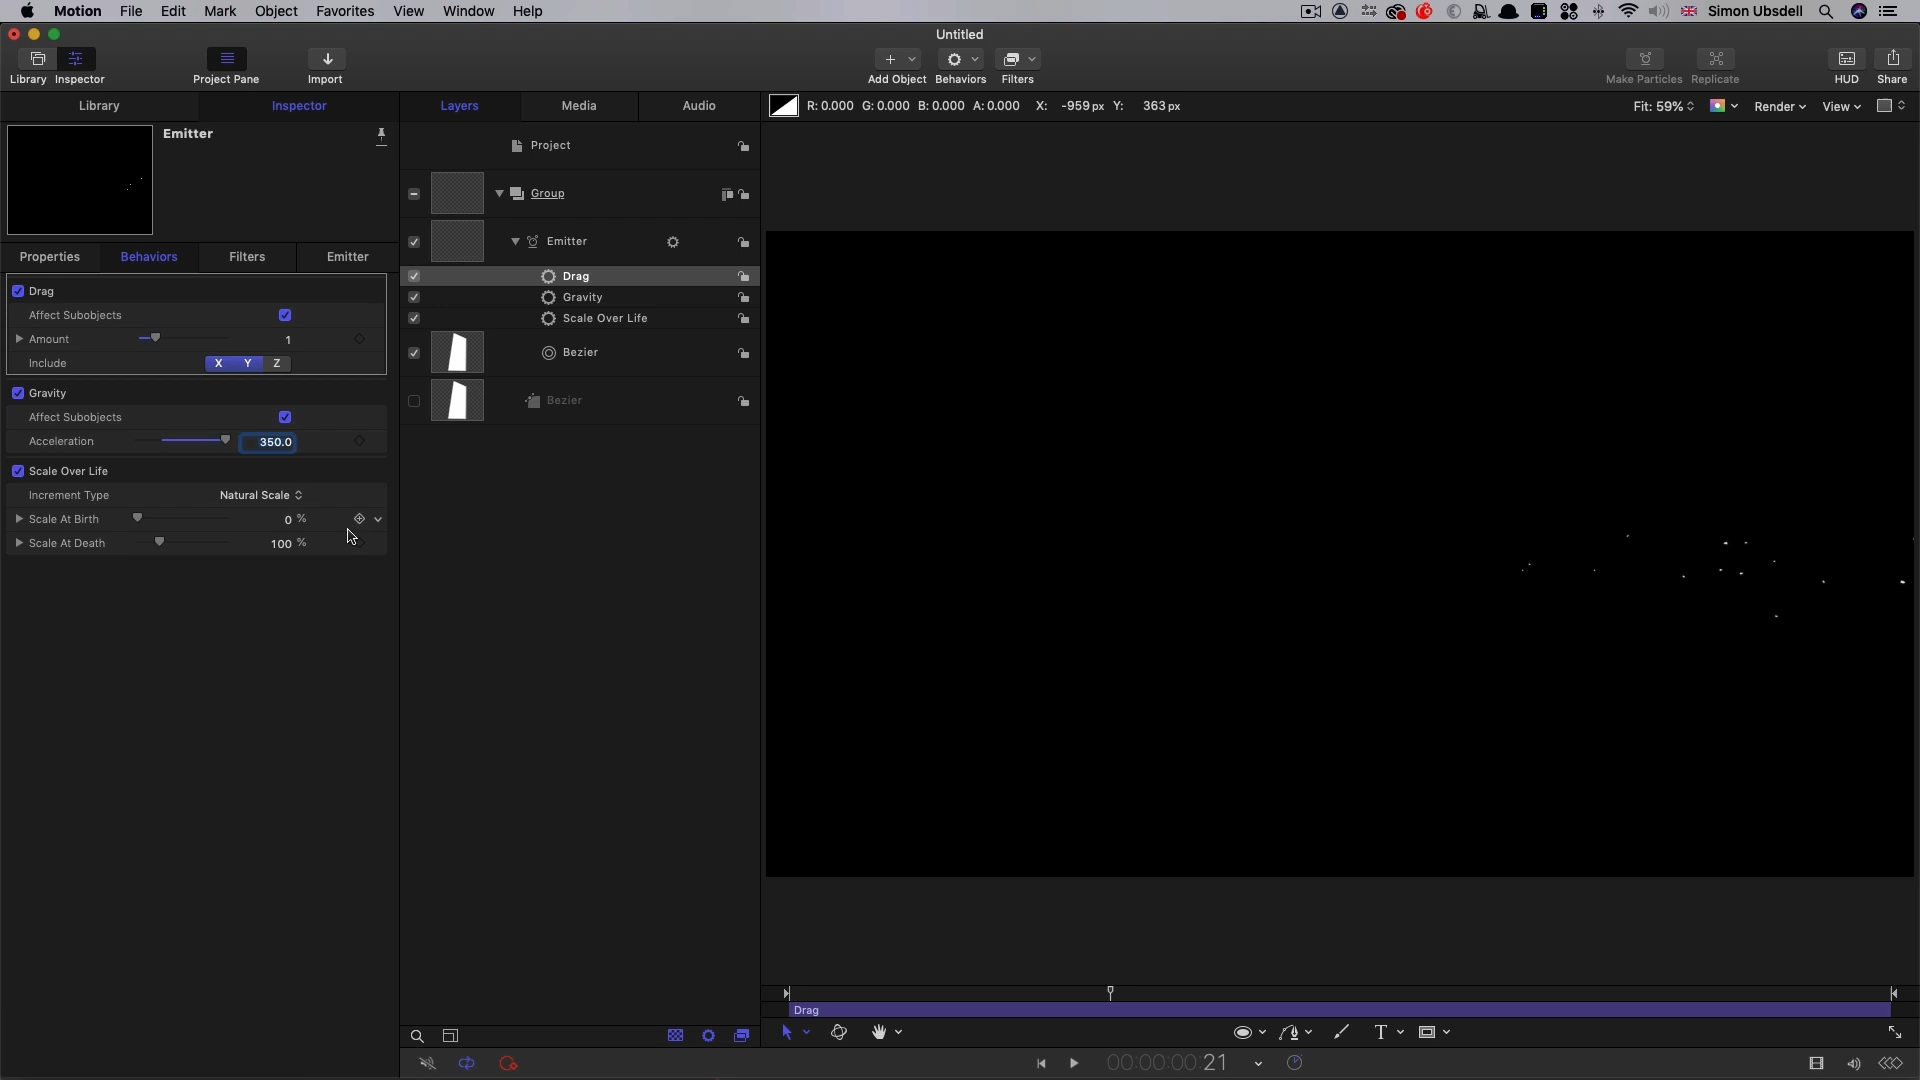 Motion File Edit Mark Object Favorites View Window Help Simon Ubsdell
Untitled
Library Inspector Project Pane Import Add Object Behaviors Filters Make Particles Replicate HUD Share
Library Inspector Layers Media Audio R: 0.000 G: 0.000 B: 0.000 A: 0.000 X: -959 px Y: 363 px Fit: 59% Render View
Emitter
Project
Group
Emitter
Properties Behaviors Filters Emitter
Drag
Gravity
Scale Over Life
Bezier
Bezier
Drag
Affect Subobjects
Amount 1
Include X Y Z
Gravity
Affect Subobjects
Acceleration 350.0
Scale Over Life
Increment Type Natural Scale
Scale At Birth 0 %
Scale At Death 100 %
Drag
T
00:00:00:21